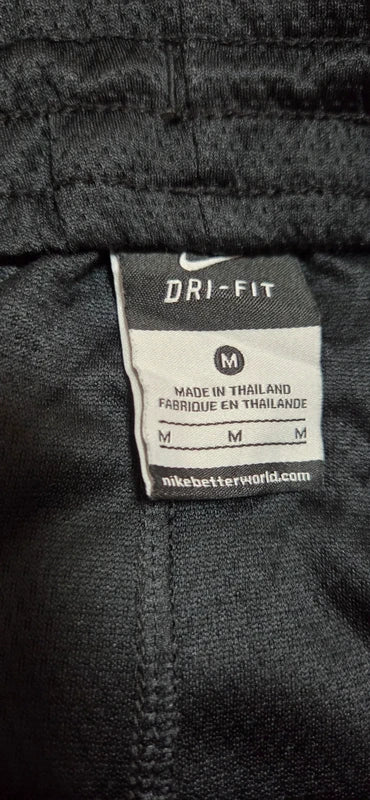 DRI-FIT
M
MADE IN THAILAND
FABRIQUE EN THAILANDE
M M M
nikebetterworld.com